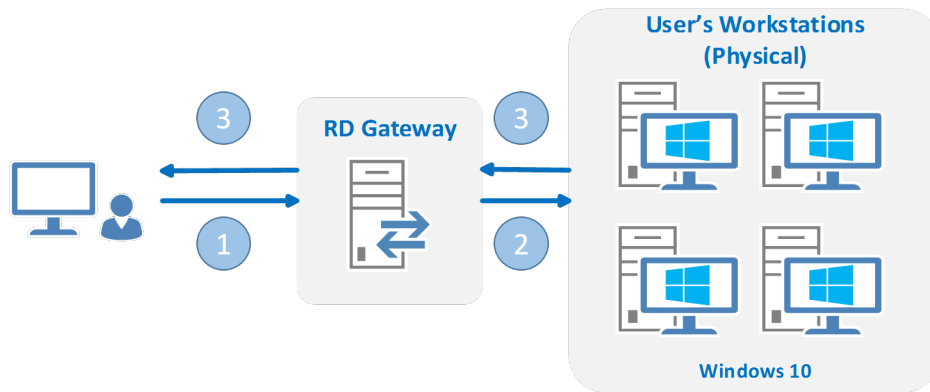 User's Workstations
(Physical)
3
3
RD Gateway
1
2
Windows 10